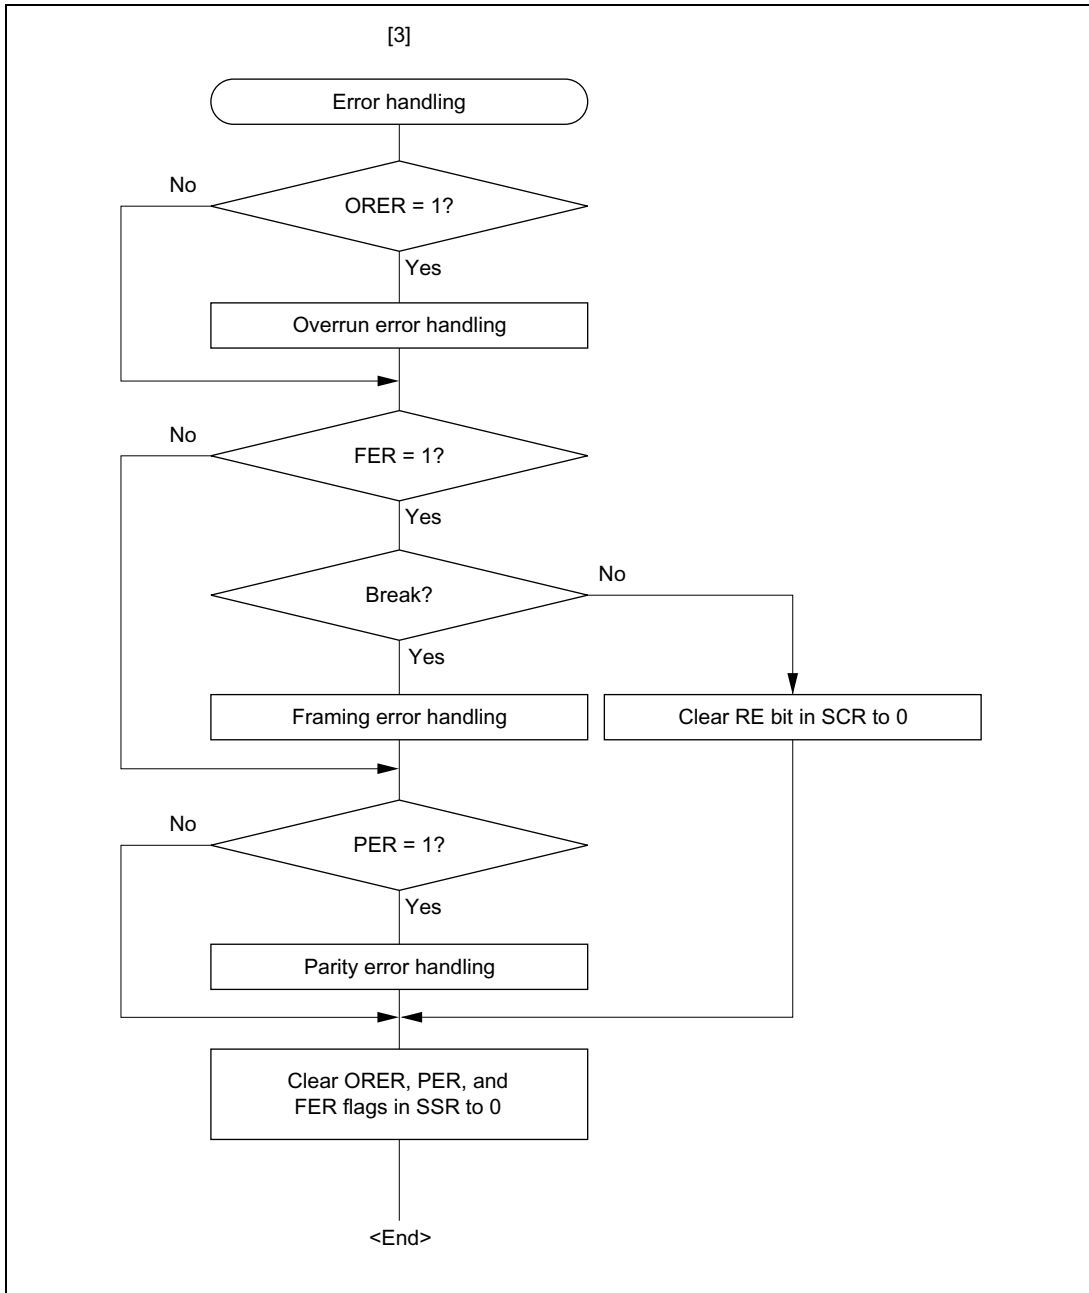 [3]
Error handling
No
ORER = 1?
Yes
Overrun error handling
No
FER = 1?
Yes
Break?
No
Yes
Framing error handling
Clear RE bit in SCR to 0
No
PER = 1?
Yes
Parity error handling
Clear ORER, PER, and
FER flags in SSR to 0
<End>